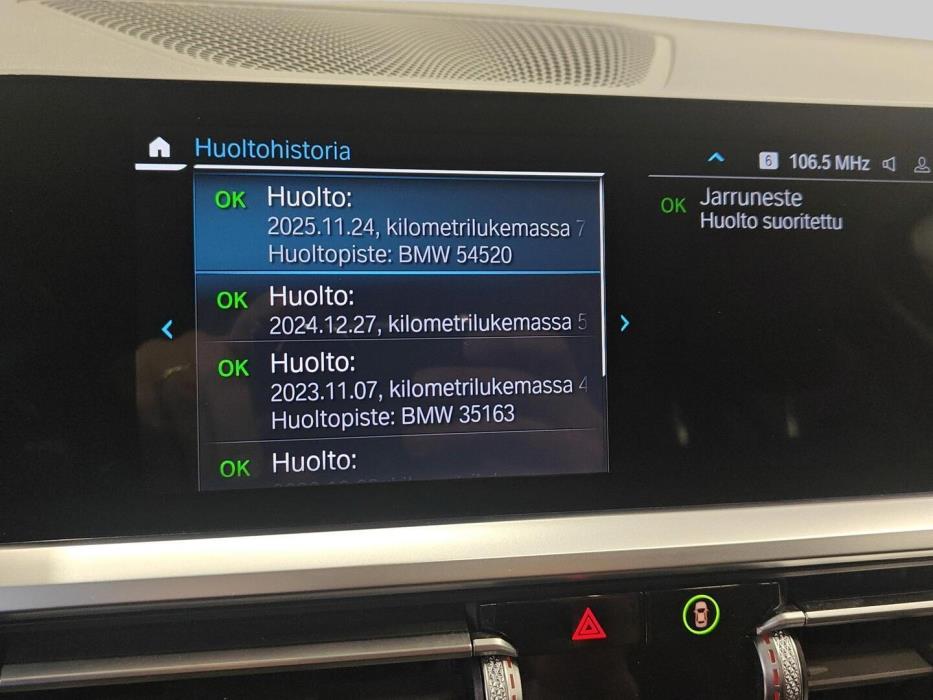 Huoltohistoria
6 106.5 MHz
OK Huolto:
2025.11.24, kilometrilukemassa 7
Huoltopiste: BMW 54520
OK Huolto:
2024.12.27, kilometrilukemassa 5
OK Huolto:
2023.11.07, kilometrilukemassa 4
Huoltopiste: BMW 35163
OK Huolto:
OK Jarruneste
Huolto suoritettu